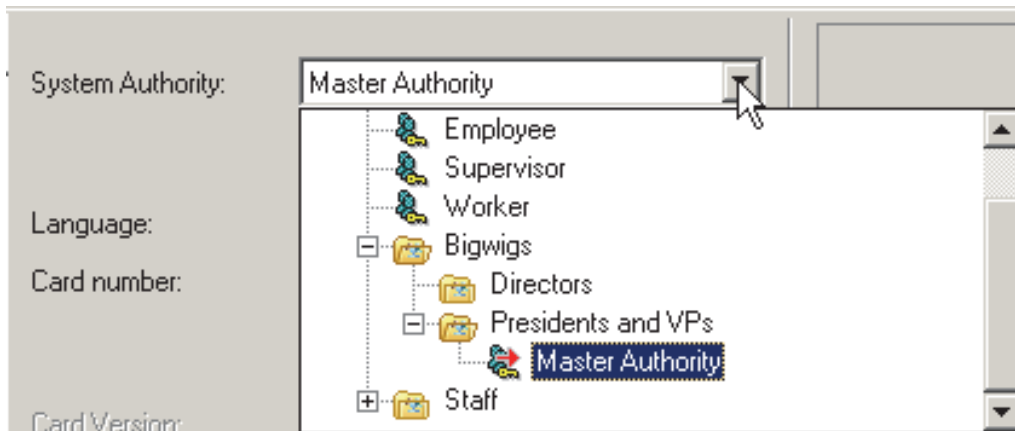 System Authority: Master Authority
Employee
Supervisor
Worker
Language:
Bigwigs
Card number:
Directors
Presidents and VPs
Master Authority
Staff
Card Version: